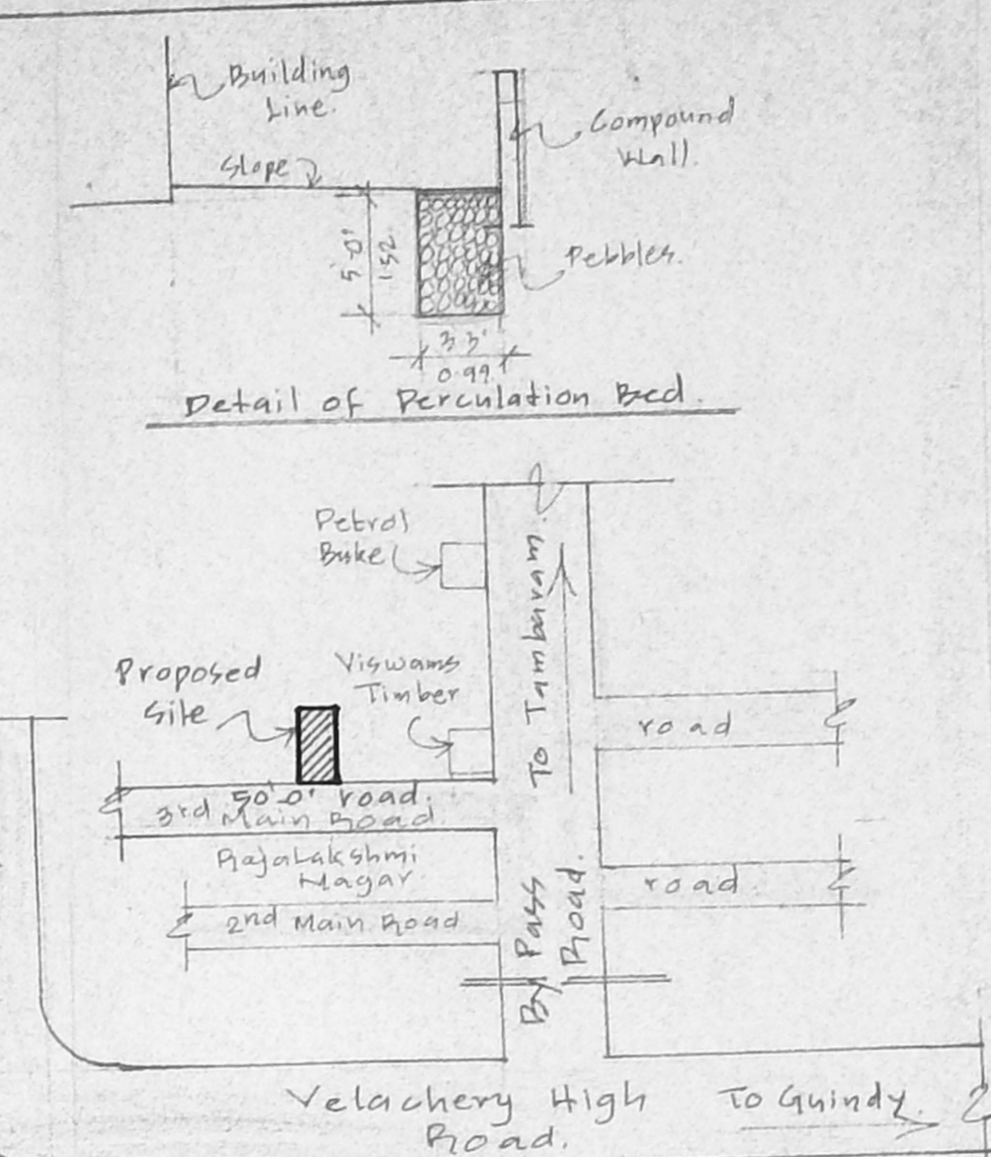 Building
Line.
Slope
Compound
Wall.
5'.0"
1.52
Pebbles.
3.3'
0.99
Detail of Perculation Bed.
Petrol
Buke
To Tambaram.
Proposed
Site
Viswams
Timber
road
50'0" road.
3rd Main Road.
RajaLakshmi
Nagar
road.
2nd Main Road
By Pass
Road.
Velachery High
Road.
To Guindy.